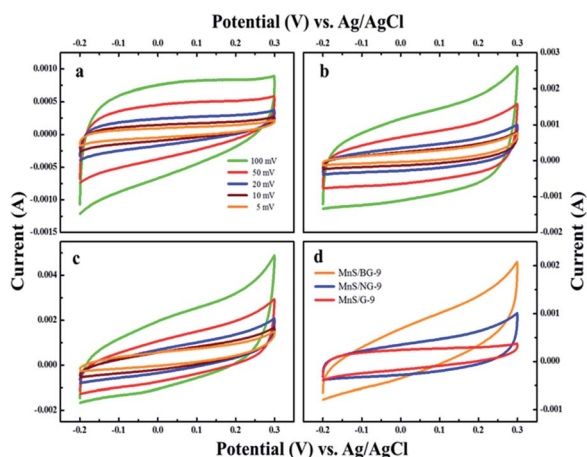 Potential (V) vs. Ag/AgCl
a
0.0010
0.0005
0.0000
-0.0005
-0.0010
-0.0015
100 mV
50 mV
20 mV
10 mV
5 mV
-0.2 -0.1 0.0 0.1 0.2 0.3
b
0.003
0.002
0.001
0.000
-0.001
-0.002
-0.2 -0.1 0.0 0.1 0.2 0.3
Current (A)
Current (A)
c
0.004
0.002
0.000
-0.002
-0.2 -0.1 0.0 0.1 0.2 0.3
d
MnS/BG-9
MnS/NG-9
MnS/G-9
0.002
0.001
0.000
-0.001
-0.2 -0.1 0.0 0.1 0.2 0.3
Potential (V) vs. Ag/AgCl